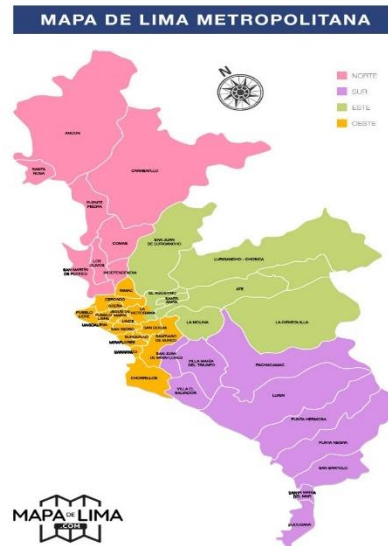 MAPA DE LIMA METROPOLITANA
N
NORTE
SUR
ESTE
OESTE
ANCON
SANTA
ROSA
CARABAYLLO
PUENTE
PIEDRA
COMAS
LOS
OLIVOS
SAN MARTIN
DE PORRES
INDEPENDENCIA
SAN JUAN
DE LURIGANCHO
LURIGANCHO - CHOSICA
RIMAC
CERCADO
EL AGUSTINO
SANTA
ANITA
ATE
LA
VICTORIA
PUEBLO
LIBRE
LINCE
SAN ISIDRO
SAN LUIS
LA MOLINA
LA CIENEGUILLA
MAGDALENA
SURQUILLO
MIRAFLORES
SANTIAGO
DE SURCO
BARRANCO
SAN JUAN
DE MIRAFLORES
VILLA MARIA
DEL TRIUNFO
PACHACAMAC
CHORRILLOS
VILLA EL
SALVADOR
LURIN
PUNTA HERMOSA
PUNTA NEGRA
SAN BARTOLO
SANTA MARIA
DEL MAR
PUCUSANA
MAPA DE LIMA
.COM